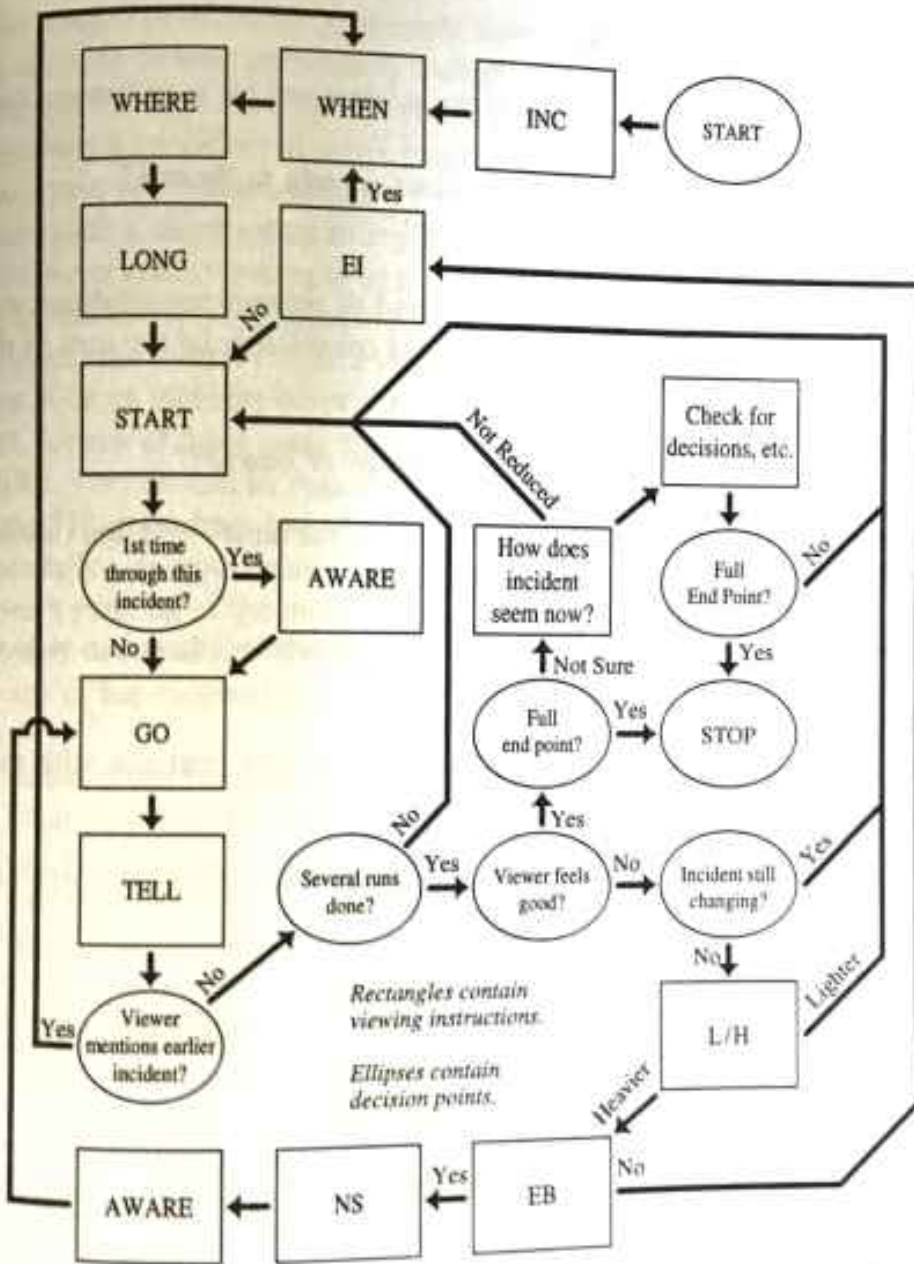 WHERE
WHEN
INC
START
Yes
LONG
EI
No
START
Not Reduced
Check for
decisions, etc.
1st time
through this
incident?
Yes
AWARE
How does
incident
seem now?
Full
End Point?
No
No
Not Sure
Yes
GO
Full
end point?
Yes
STOP
No
Yes
TELL
Several runs
done?
Yes
Viewer feels
good?
No
Incident still
changing?
Yes
No
No
Yes
Viewer
mentions earlier
incident?
Rectangles contain
viewing instructions.
Ellipses contain
decision points.
L/H
Lighter
Heavier
AWARE
NS
Yes
EB
No